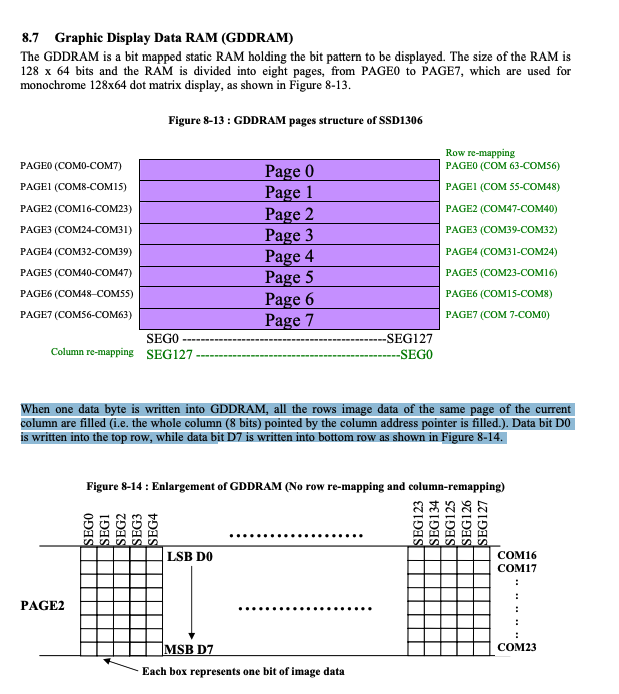 8.7 Graphic Display Data RAM (GDDRAM)
The GDDRAM is a bit mapped static RAM holding the bit pattern to be displayed. The size of the RAM is
128 x 64 bits and the RAM is divided into eight pages, from PAGE0 to PAGE7, which are used for
monochrome 128x64 dot matrix display, as shown in Figure 8-13.
Figure 8-13 : GDDRAM pages structure of SSD1306
Row re-mapping
PAGE0 (COM0-COM7) Page 0 PAGE0 (COM 63-COM56)
PAGE1 (COM8-COM15) Page 1 PAGE1 (COM 55-COM48)
PAGE2 (COM16-COM23) Page 2 PAGE2 (COM47-COM40)
PAGE3 (COM24-COM31) Page 3 PAGE3 (COM39-COM32)
PAGE4 (COM32-COM39) Page 4 PAGE4 (COM31-COM24)
PAGE5 (COM40-COM47) Page 5 PAGE5 (COM23-COM16)
PAGE6 (COM48–COM55) Page 6 PAGE6 (COM15-COM8)
PAGE7 (COM56-COM63) Page 7 PAGE7 (COM 7-COM0)
SEG0 ---------------------------------------------SEG127
Column re-mapping SEG127 ---------------------------------------------SEG0
When one data byte is written into GDDRAM, all the rows image data of the same page of the current
column are filled (i.e. the whole column (8 bits) pointed by the column address pointer is filled.). Data bit D0
is written into the top row, while data bit D7 is written into bottom row as shown in Figure 8-14.
Figure 8-14 : Enlargement of GDDRAM (No row re-mapping and column-remapping)
SEG0
SEG1
SEG2
SEG3
SEG4
....................
SEG123
SEG134
SEG125
SEG126
SEG127
LSB D0 COM16
COM17
PAGE2 ....................
MSB D7 COM23
Each box represents one bit of image data